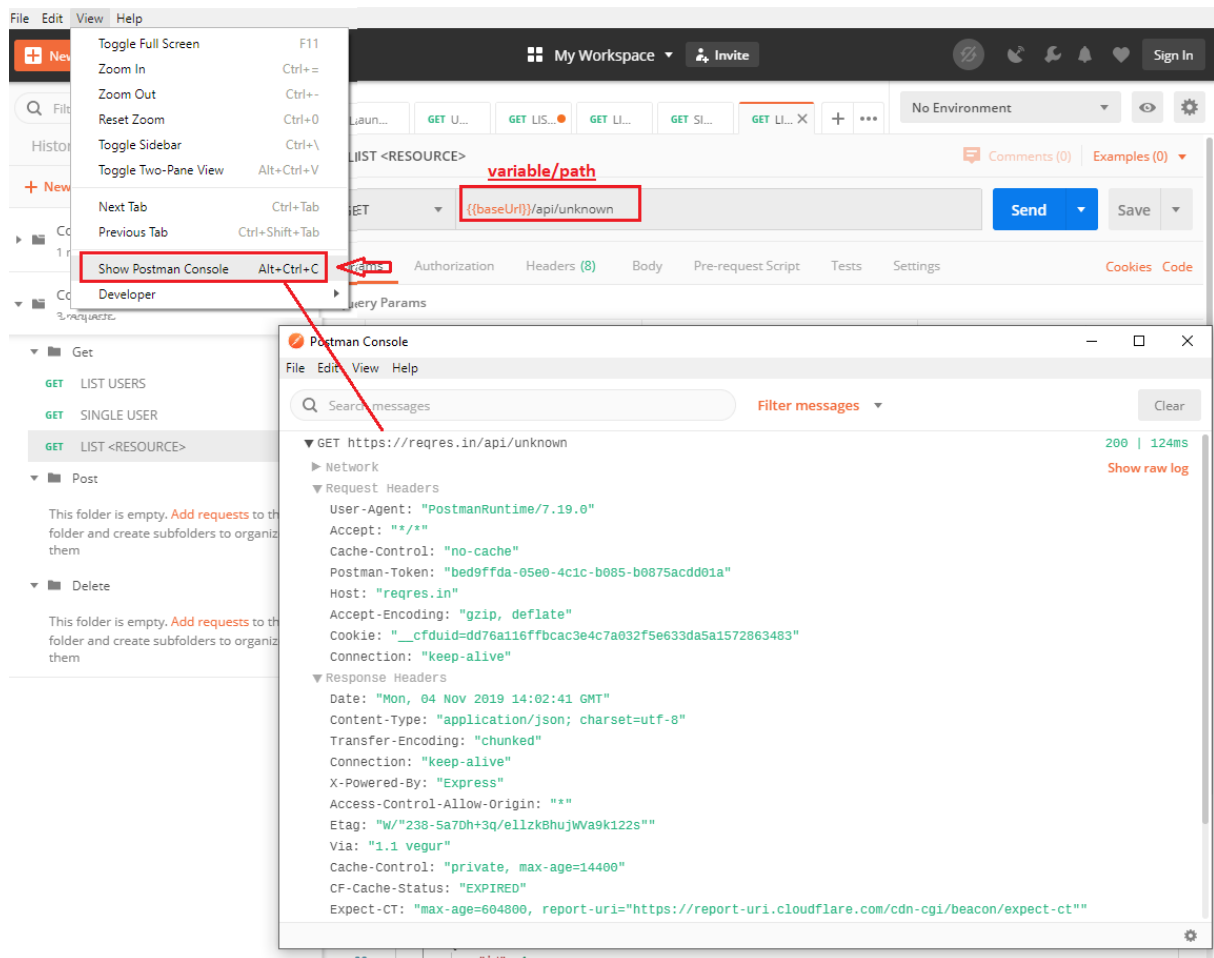 File Edit View Help
Toggle Full Screen F11
Zoom In Ctrl+=
Zoom Out Ctrl+-
Reset Zoom Ctrl+0
Toggle Sidebar Ctrl+\
Toggle Two-Pane View Alt+Ctrl+V
Next Tab Ctrl+Tab
Previous Tab Ctrl+Shift+Tab
Show Postman Console Alt+Ctrl+C
Developer
My Workspace Invite Sign In
GET U... GET LIS... GET LI... GET SI... GET LI... X + •••
No Environment
LIST <RESOURCE> Comments (0) Examples (0)
variable/path
{{baseUrl}}/api/unknown Send Save
Authorization Headers (8) Body Pre-request Script Tests Settings Cookies Code
Params
+ New
Get
GET LIST USERS
GET SINGLE USER
GET LIST <RESOURCE>
Post
This folder is empty. Add requests to
folder and create subfolders to
them
Delete
This folder is empty. Add requests to
folder and create subfolders to
them
Postman Console
File Edit View Help
Search messages Filter messages Clear
GET https://reqres.in/api/unknown 200 | 124ms
Network Show raw log
Request Headers
User-Agent: "PostmanRuntime/7.19.0"
Accept: "*/*"
Cache-Control: "no-cache"
Postman-Token: "bed9ffda-05e0-4c1c-b085-b0875acdd01a"
Host: "reqres.in"
Accept-Encoding: "gzip, deflate"
Cookie: "__cfduid=dd76a116ffbcac3e4c7a032f5e633da5a1572863483"
Connection: "keep-alive"
Response Headers
Date: "Mon, 04 Nov 2019 14:02:41 GMT"
Content-Type: "application/json; charset=utf-8"
Transfer-Encoding: "chunked"
Connection: "keep-alive"
X-Powered-By: "Express"
Access-Control-Allow-Origin: "*"
Etag: "W/"238-5a7Dh+3q/ellzkBhujWVa9k122s""
Via: "1.1 vegur"
Cache-Control: "private, max-age=14400"
CF-Cache-Status: "EXPIRED"
Expect-CT: "max-age=604800, report-uri="https://report-uri.cloudflare.com/cdn-cgi/beacon/expect-ct""